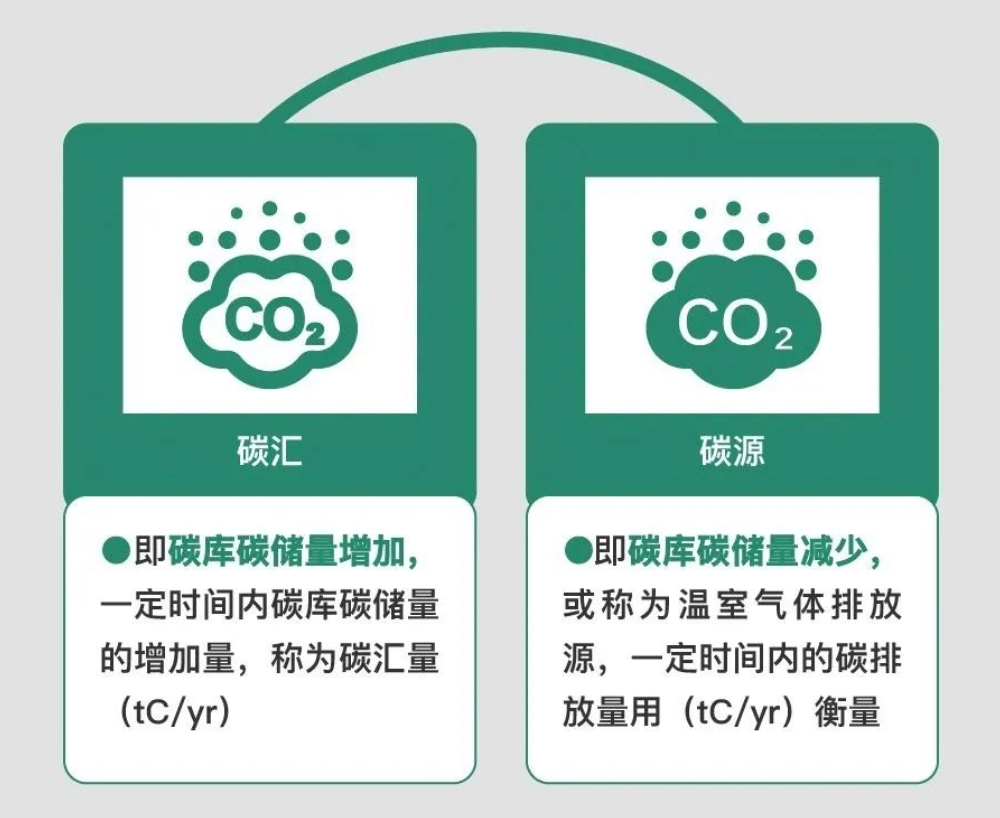 CO₂
碳汇
●即碳库碳储量增加，
一定时间内碳库碳储量
的增加量，称为碳汇量
（tC/yr）
CO₂
碳源
●即碳库碳储量减少，
或称为温室气体排放
源，一定时间内的碳排
放量用（tC/yr）衡量